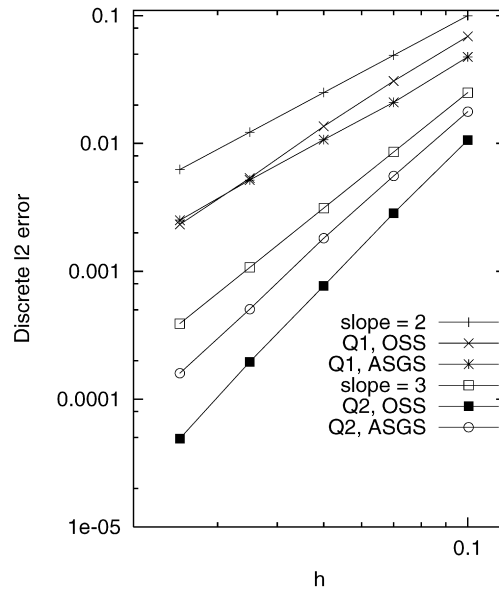 0.1
0.01
0.001
0.0001
1e-05
Discrete l2 error
slope = 2
Q1, OSS
Q1, ASGS
slope = 3
Q2, OSS
Q2, ASGS
0.1
h